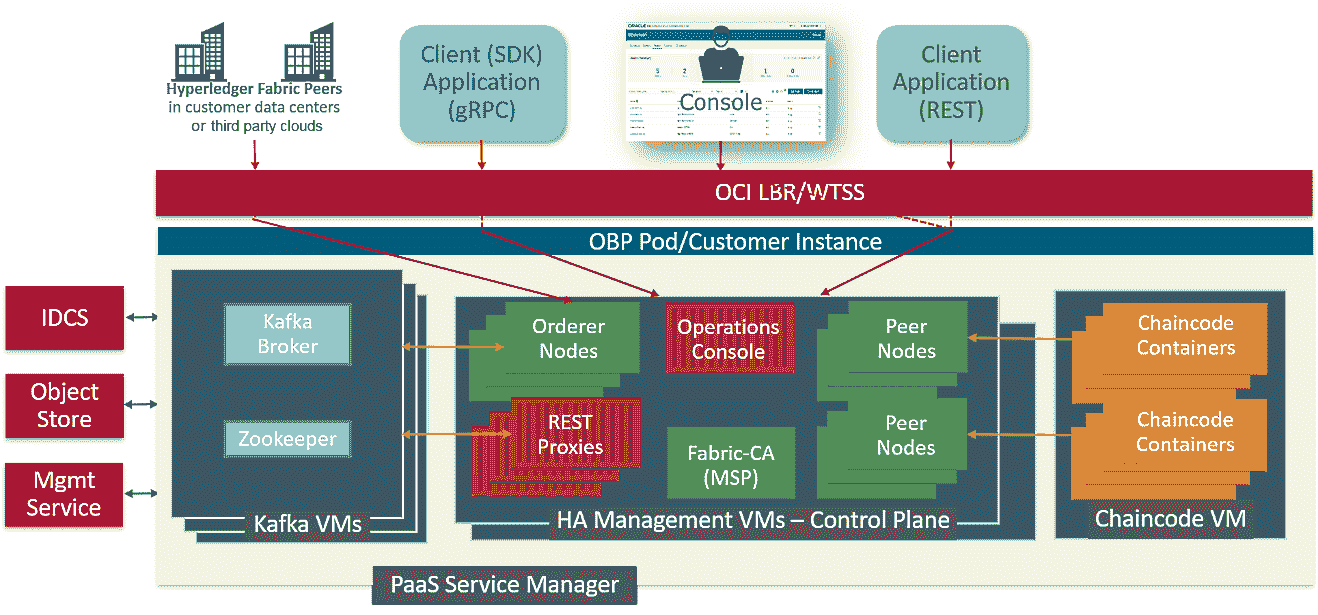 Hyperledger Fabric Peers
in customer data centers
or third party clouds
Client (SDK)
Application
(gRPC)
ORACLE
Console
Client
Application
(REST)
OCI LBR/WTSS
OBP Pod/Customer Instance
IDCS
Object
Store
Mgmt
Service
Kafka
Broker
Zookeeper
Kafka VMs
Orderer
Nodes
REST
Proxies
Operations
Console
Fabric-CA
(MSP)
Peer
Nodes
Peer
Nodes
HA Management VMs – Control Plane
Chaincode
Containers
Chaincode
Containers
Chaincode VM
PaaS Service Manager